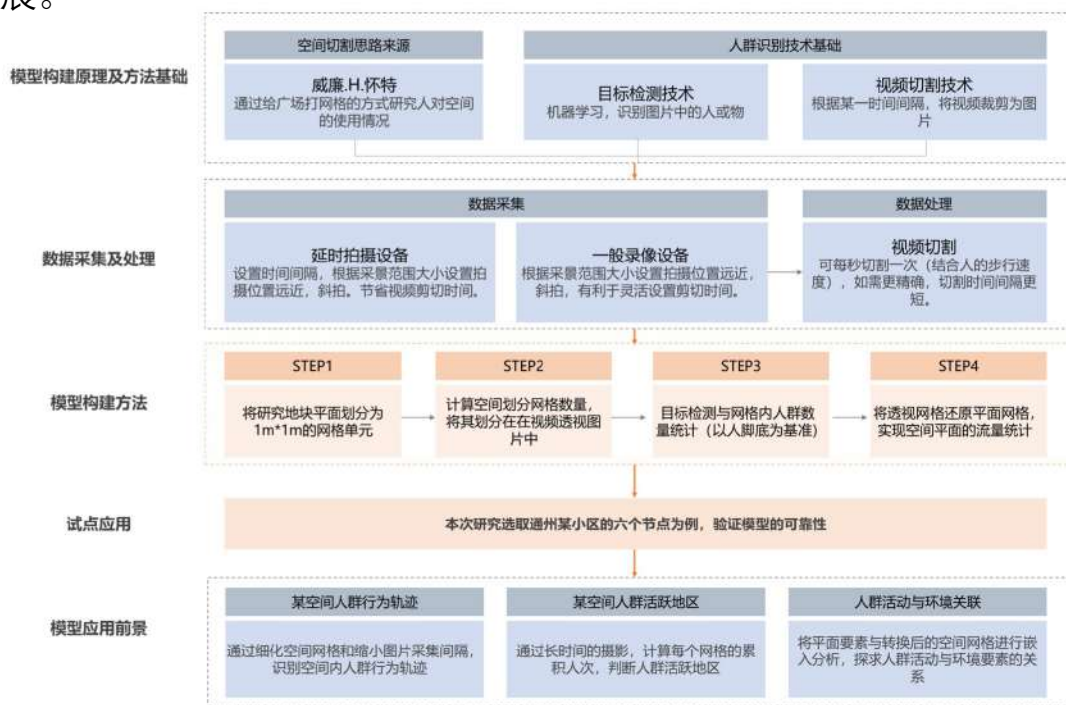 展。
模型构建原理及方法基础
空间切割思路来源
威廉.H.怀特
通过给广场打网格的方式研究人对空间
的使用情况
人群识别技术基础
目标检测技术
机器学习，识别图片中的人或物
视频切割技术
根据某一时间间隔，将视频裁剪为图
片
数据采集及处理
数据采集
延时拍摄设备
设置时间间隔，根据采景范围大小设置拍
摄位置远近，斜拍。节省视频剪切时间。
一般录像设备
根据采景范围大小设置拍摄位置远近，
斜拍，有利于灵活设置剪切时间。
数据处理
视频切割
可每秒切割一次（结合人的步行速
度），如需更精确，切割时间间隔更
短。
模型构建方法
STEP1
将研究地块平面划分为
1m*1m的网格单元
STEP2
计算空间划分网格数量，
将其划分在在视频透视图
片中
STEP3
目标检测与网格内人群数
量统计（以人脚底为基准）
STEP4
将透视网格还原平面网格，
实现空间平面的流量统计
试点应用
本次研究选取通州某小区的六个节点为例，验证模型的可靠性
模型应用前景
某空间人群行为轨迹
通过细化空间网格和缩小图片采集间隔，
识别空间内人群行为轨迹
某空间人群活跃地区
通过长时间的摄影，计算每个网格的累
积人次，判断人群活跃地区
人群活动与环境关联
将平面要素与转换后的空间网格进行嵌
入分析，探求人群活动与环境要素的关
系